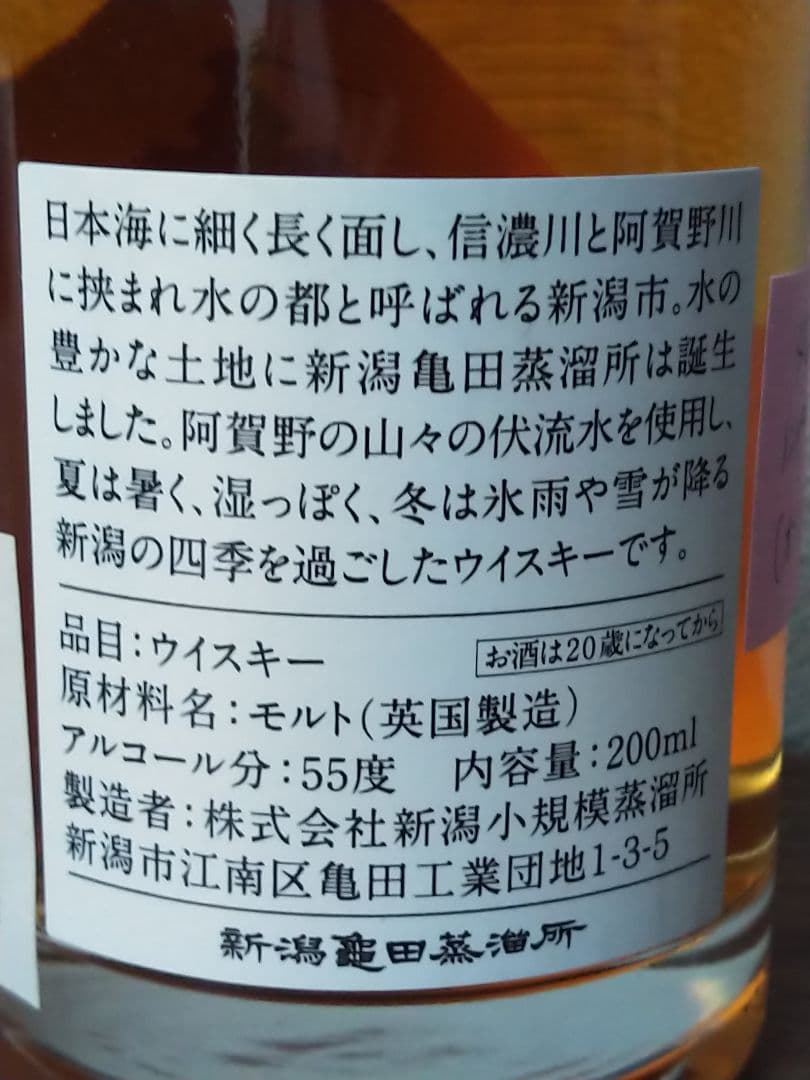 日本海に細く長く面し、信濃川と阿賀野川
に挟まれ水の都と呼ばれる新潟市。水の
豊かな土地に新潟亀田蒸溜所は誕生
しました。阿賀野の山々の伏流水を使用し、
夏は暑く、湿っぽく、冬は氷雨や雪が降る
新潟の四季を過ごしたウイスキーです。
品目:ウイスキー
お酒は20歳になってから
原材料名:モルト(英国製造)
アルコール分:55度 内容量:200ml
製造者:株式会社新潟小規模蒸溜所
新潟市江南区亀田工業団地1-3-5
新潟亀田蒸溜所